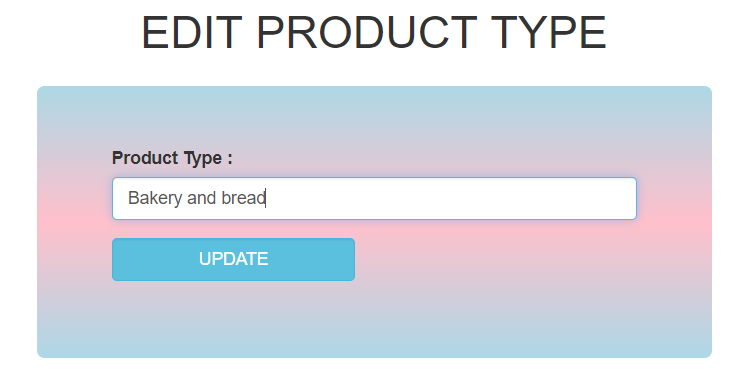 EDIT PRODUCT TYPE
Product Type :
Bakery and bread
UPDATE